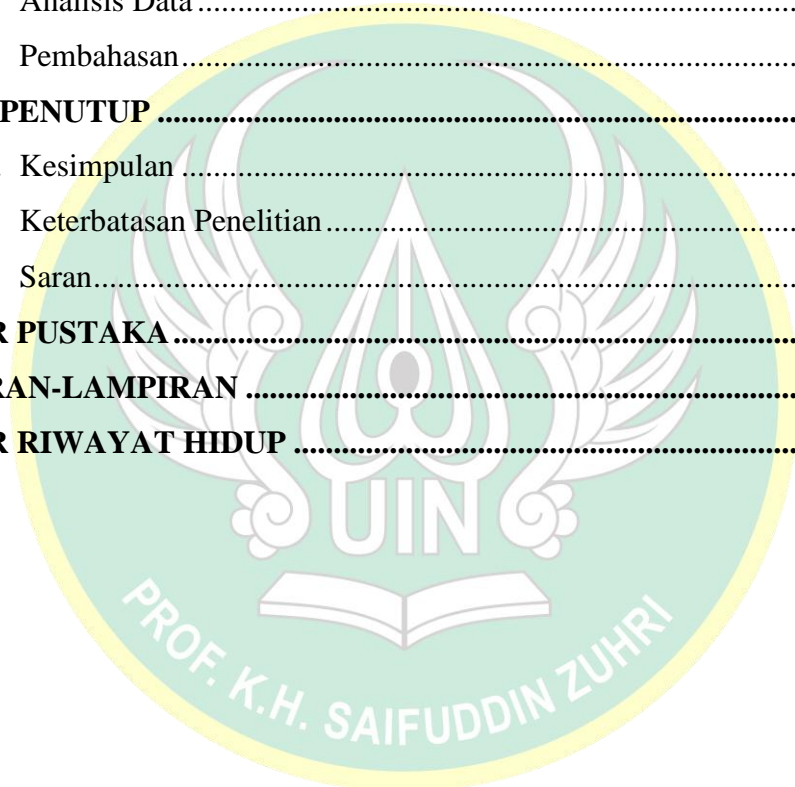 Analisis Data ........................................................................
Pembahasan........................................................................
PENUTUP ........................................................................
Kesimpulan ........................................................................
Keterbatasan Penelitian........................................................................
Saran........................................................................
R PUSTAKA........................................................................
RAN-LAMPIRAN ........................................................................
R RIWAYAT HIDUP ........................................................................
UIN
PROF. K.H. SAIFUDDIN ZUHRI